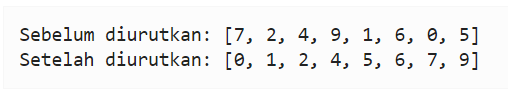 Sebelum diurutkan: [7, 2, 4, 9, 1, 6, 0, 5]
Setelah diurutkan: [0, 1, 2, 4, 5, 6, 7, 9]